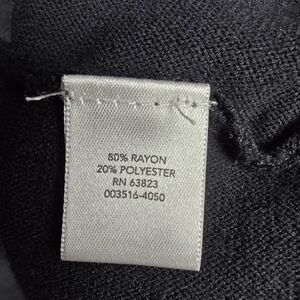 80% RAYON
20% POLYESTER
RN 63823
003516-4050